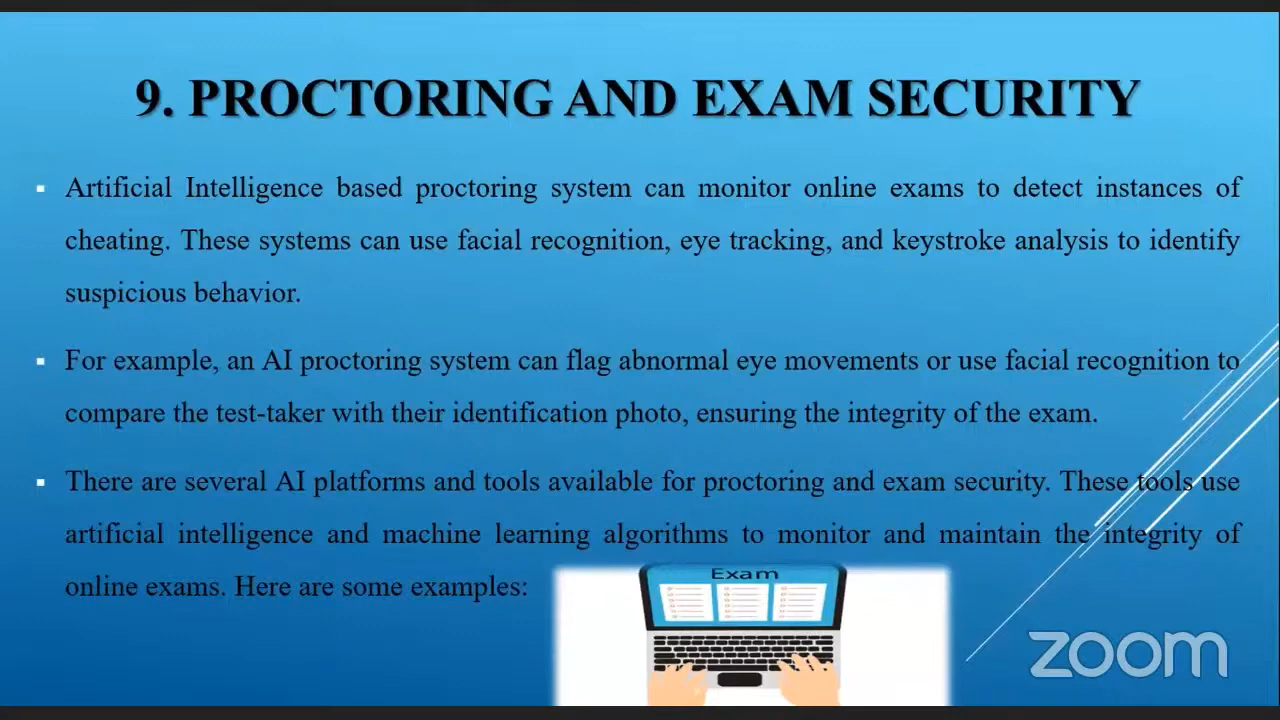 9. PROCTORING AND EXAM SECURITY
Artificial Intelligence based proctoring system can monitor online exams to detect instances of
cheating. These systems can use facial recognition, eye tracking, and keystroke analysis to identify
suspicious behavior.
For example, an AI proctoring system can flag abnormal eye movements or use facial recognition to
compare the test-taker with their identification photo, ensuring the integrity of the exam.
There are several AI platforms and tools available for proctoring and exam security. These tools use
artificial intelligence and machine learning algorithms to monitor and maintain the integrity of
online exams. Here are some examples:
Exam
zoom